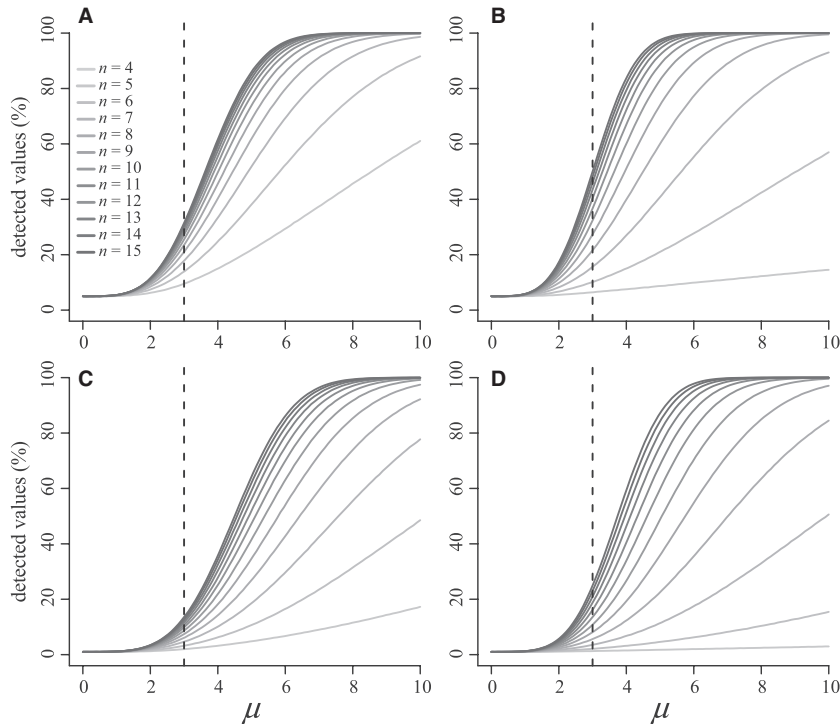 A
B
detected values (%)
0 20 40 60 80 100
n = 4
n = 5
n = 6
n = 7
n = 8
n = 9
n = 10
n = 11
n = 12
n = 13
n = 14
n = 15
0 2 4 6 8 10
0 20 40 60 80 100
0 2 4 6 8 10
C
D
detected values (%)
0 20 40 60 80 100
0 2 4 6 8 10
μ
0 20 40 60 80 100
0 2 4 6 8 10
μ